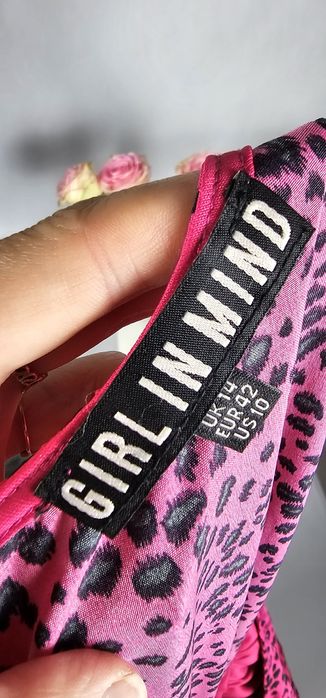 GIRL IN MIND
UK 14
EUR 42
US 10